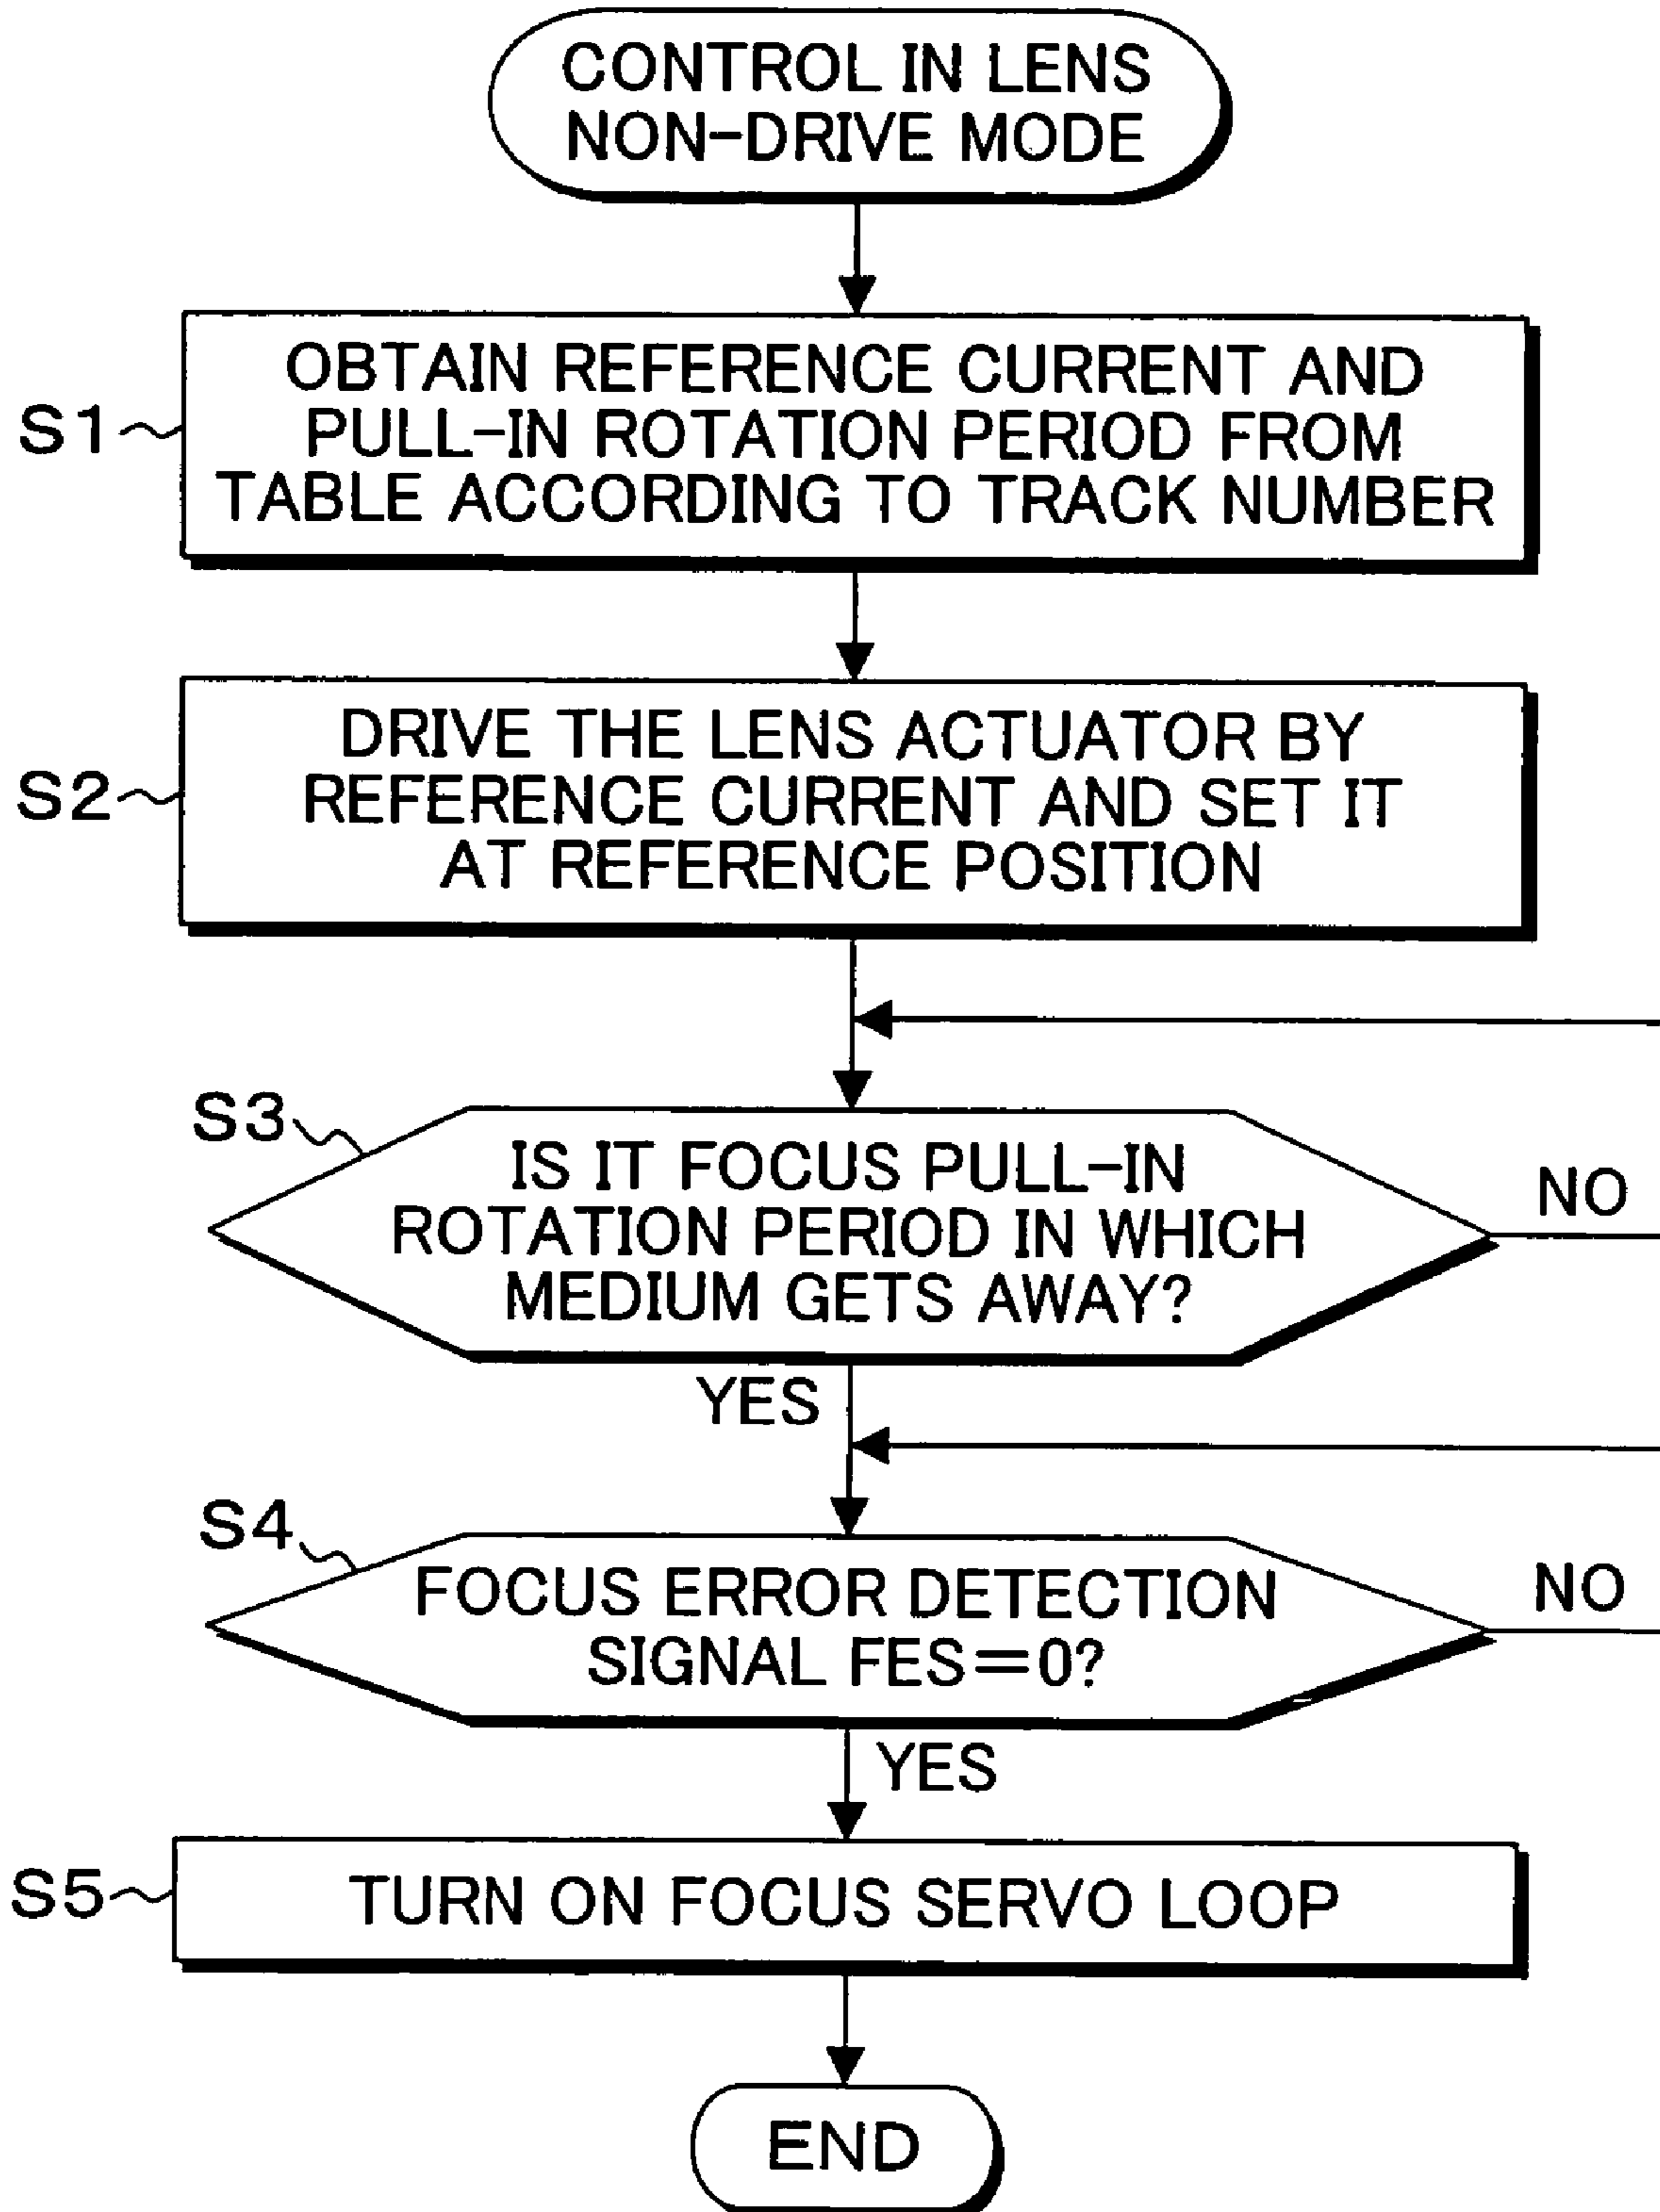 CONTROL IN LENS
NON-DRIVE MODE
S1
OBTAIN REFERENCE CURRENT AND
PULL-IN ROTATION PERIOD FROM
TABLE ACCORDING TO TRACK NUMBER
S2
DRIVE THE LENS ACTUATOR BY
REFERENCE CURRENT AND SET IT
AT REFERENCE POSITION
S3
IS IT FOCUS PULL-IN
ROTATION PERIOD IN WHICH
MEDIUM GETS AWAY?
NO
YES
S4
FOCUS ERROR DETECTION
SIGNAL FES=0?
NO
YES
S5
TURN ON FOCUS SERVO LOOP
END